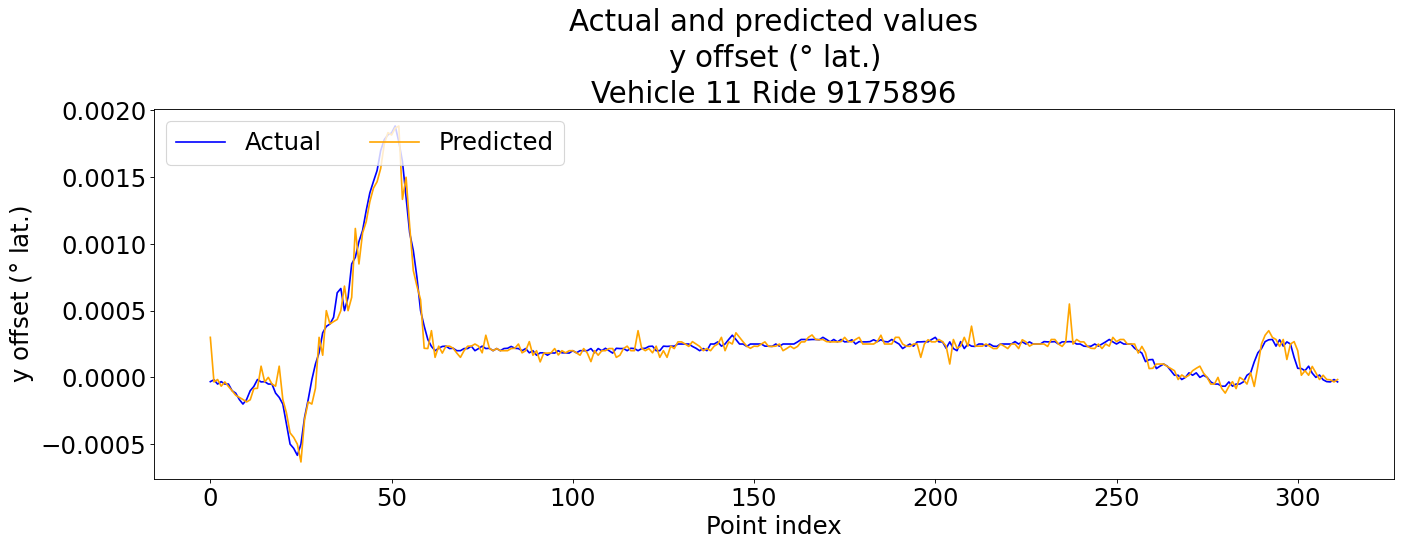 Actual and predicted values
y offset (° lat.)
Vehicle 11 Ride 9175896
Actual Predicted
y offset (° lat.)
0.0020
0.0015
0.0010
0.0005
0.0000
−0.0005
0 50 100 150 200 250 300
Point index